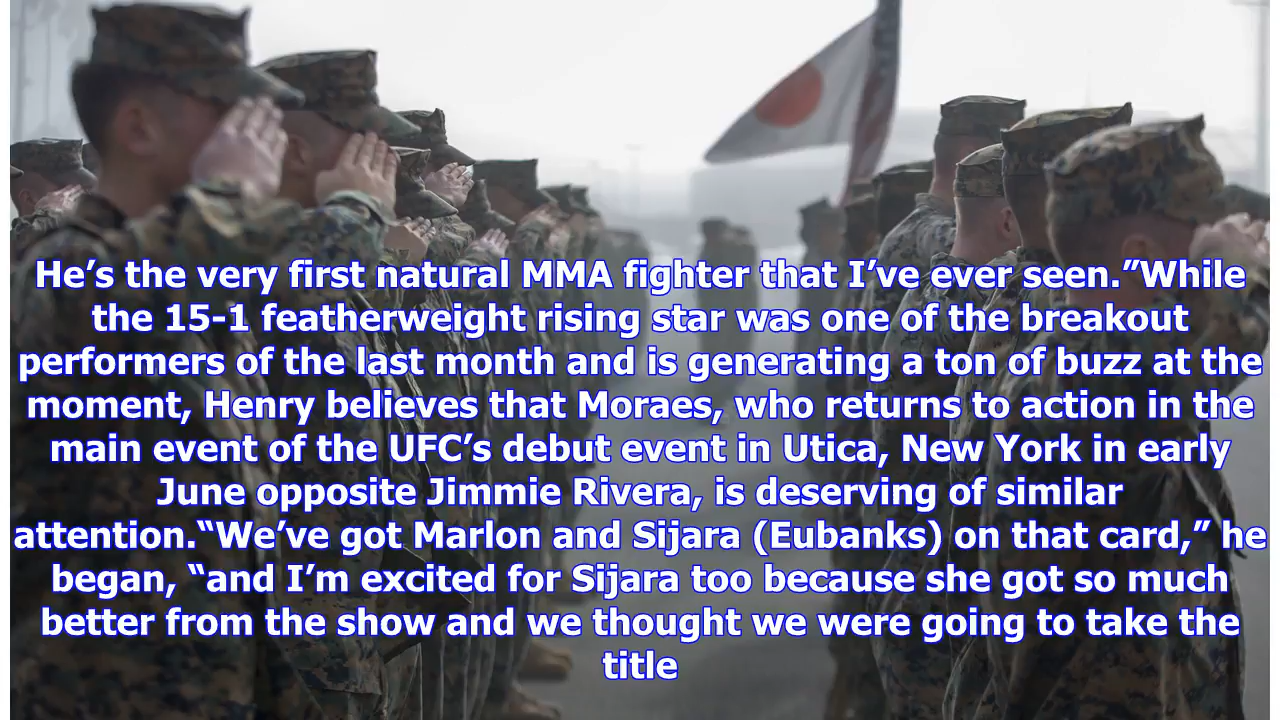 He’s the very first natural MMA fighter that I’ve ever seen.”While
the 15-1 featherweight rising star was one of the breakout
performers of the last month and is generating a ton of buzz at the
moment, Henry believes that Moraes, who returns to action in the
main event of the UFC’s debut event in Utica, New York in early
June opposite Jimmie Rivera, is deserving of similar
attention.“We’ve got Marlon and Sijara (Eubanks) on that card,” he
began, “and I’m excited for Sijara too because she got so much
better from the show and we thought we were going to take the
title